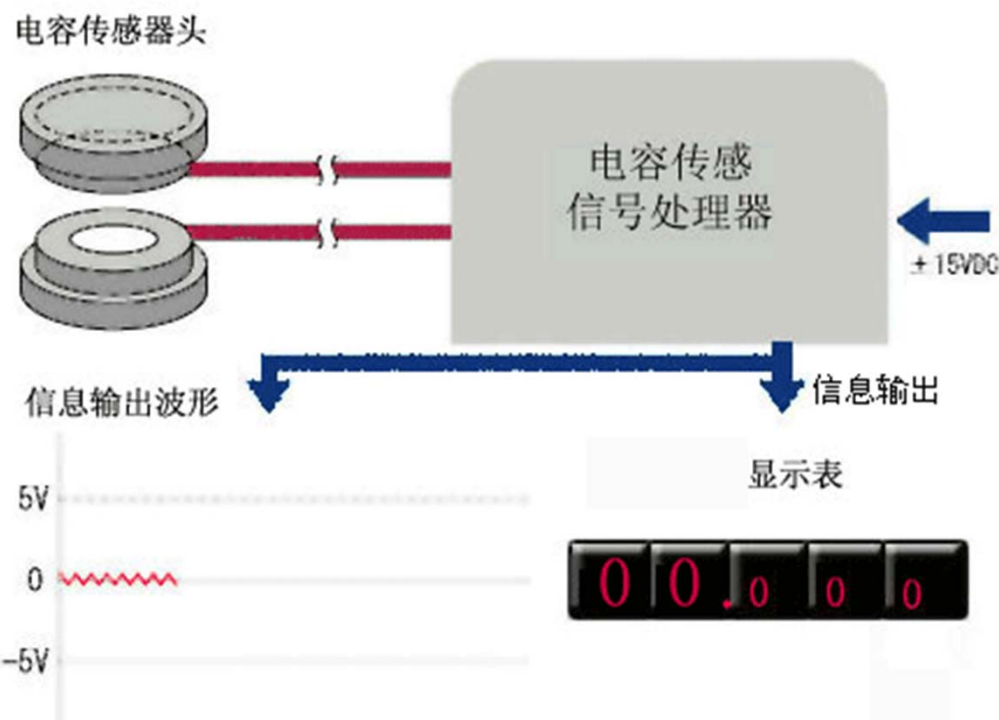 电容传感器头
电容传感
信号处理器
±15VDC
信息输出波形
信息输出
显示表
5V
0
-5V
00.000